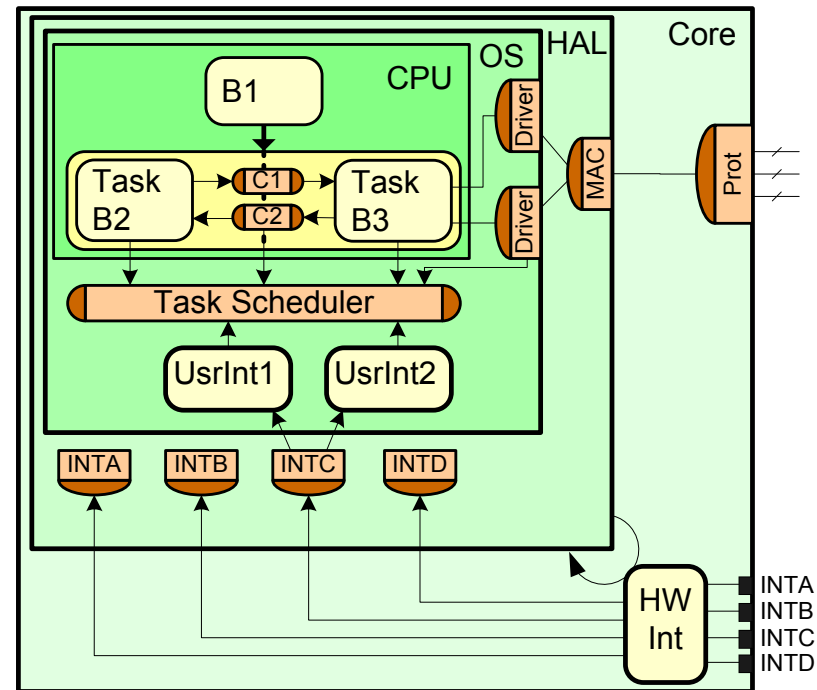 Core
HAL
OS
CPU
B1
Driver
MAC
Prot
Task
B2
C1
C2
Task
B3
Driver
Task Scheduler
UsrInt1
UsrInt2
INTA
INTB
INTC
INTD
HW
Int
INTA
INTB
INTC
INTD